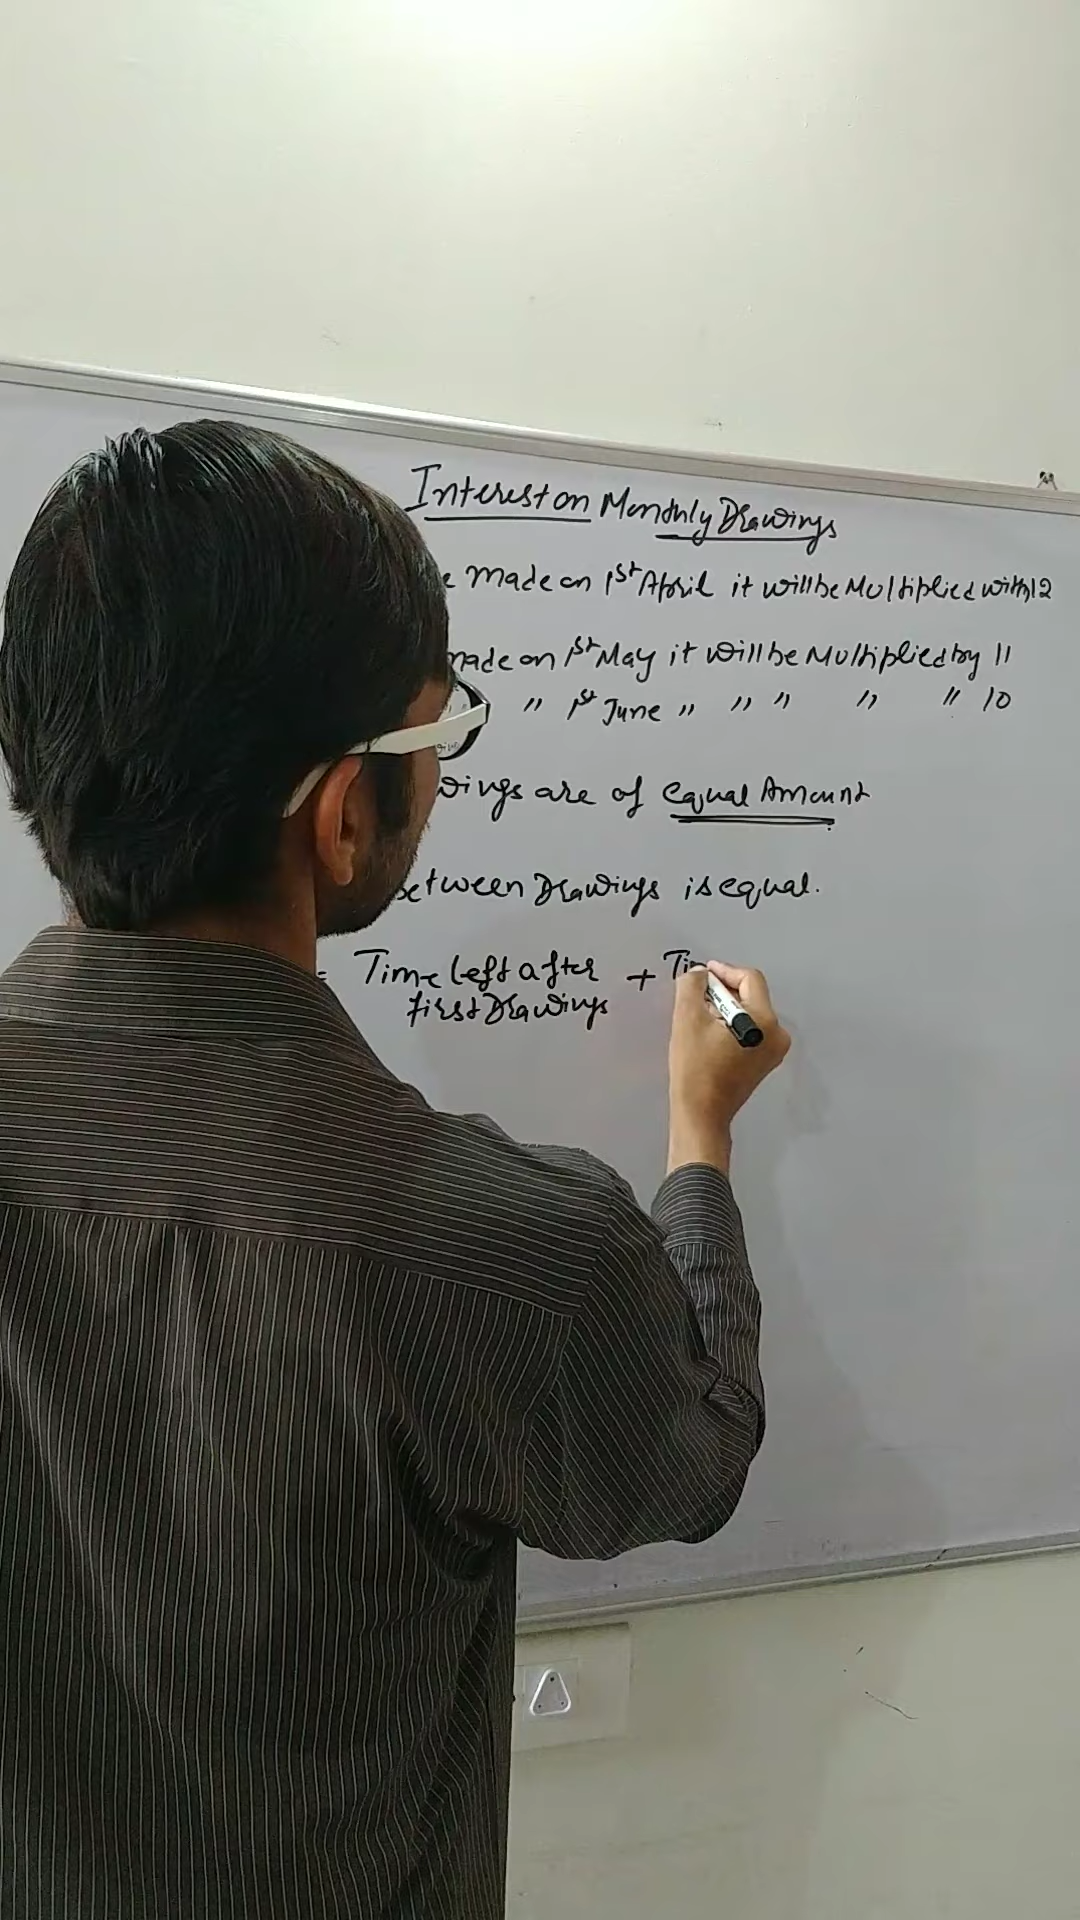 Interest on Monthly Drawings
made on 1st April it will be Multiplied with 12
made on 1st May it will be Multiplied by 11
" 1st June " " " " " 10
are of equal Amount
between Drawings is equal.
= Time left after + Ti
first Drawings